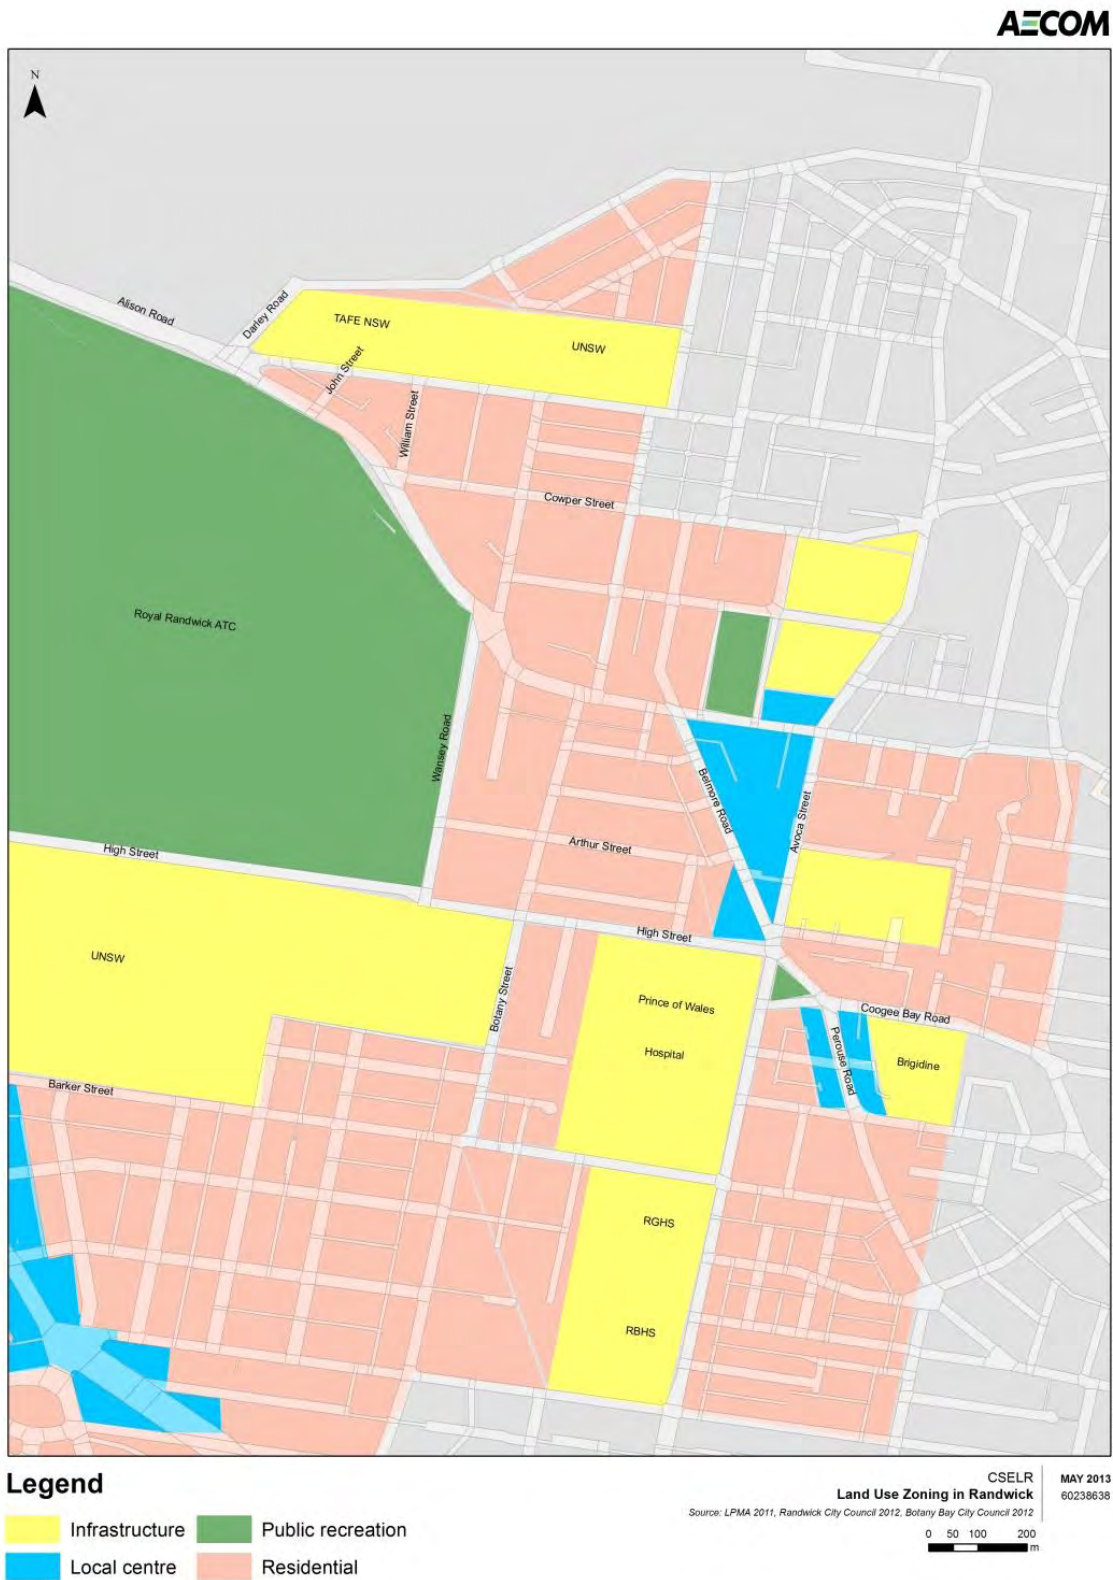 AECOM
N
Alison Road
Darley Road
TAFE NSW
UNSW
John Street
William Street
Cowper Street
Royal Randwick ATC
Wansey Road
Belmore Road
Avoca Street
Arthur Street
High Street
High Street
UNSW
Botany Street
Prince of Wales
Hospital
Coogee Bay Road
Perouse Road
Brigidine
Barker Street
RGHS
RBHS
Legend
Infrastructure
Public recreation
Local centre
Residential
CSELR
Land Use Zoning in Randwick
Source: LPMA 2011, Randwick City Council 2012, Botany Bay City Council 2012
MAY 2013
60238638
0 50 100 200
m